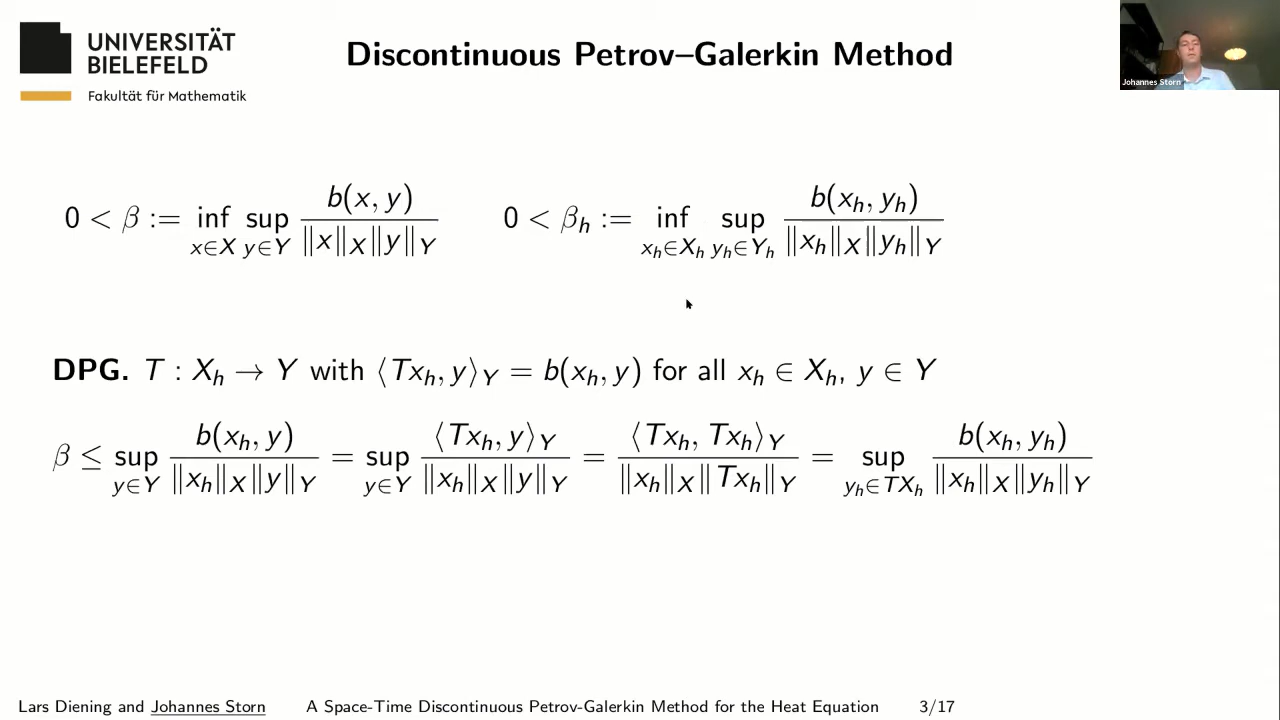 UNIVERSITÄT
BIELEFELD
Fakultät für Mathematik
Discontinuous Petrov–Galerkin Method
Johannes Storn
0 < β := inf_{x∈X} sup_{y∈Y} b(x, y) / ‖x‖_X‖y‖_Y    0 < β_h := inf_{x_h∈X_h} sup_{y_h∈Y_h} b(x_h, y_h) / ‖x_h‖_X‖y_h‖_Y
DPG. T : X_h → Y with ⟨Tx_h, y⟩_Y = b(x_h, y) for all x_h ∈ X_h, y ∈ Y
β ≤ sup_{y∈Y} b(x_h, y) / ‖x_h‖_X‖y‖_Y = sup_{y∈Y} ⟨Tx_h, y⟩_Y / ‖x_h‖_X‖y‖_Y = ⟨Tx_h, Tx_h⟩_Y / ‖x_h‖_X‖Tx_h‖_Y = sup_{y_h∈TX_h} b(x_h, y_h) / ‖x_h‖_X‖y_h‖_Y
Lars Diening and Johannes Storn A Space-Time Discontinuous Petrov-Galerkin Method for the Heat Equation 3/17